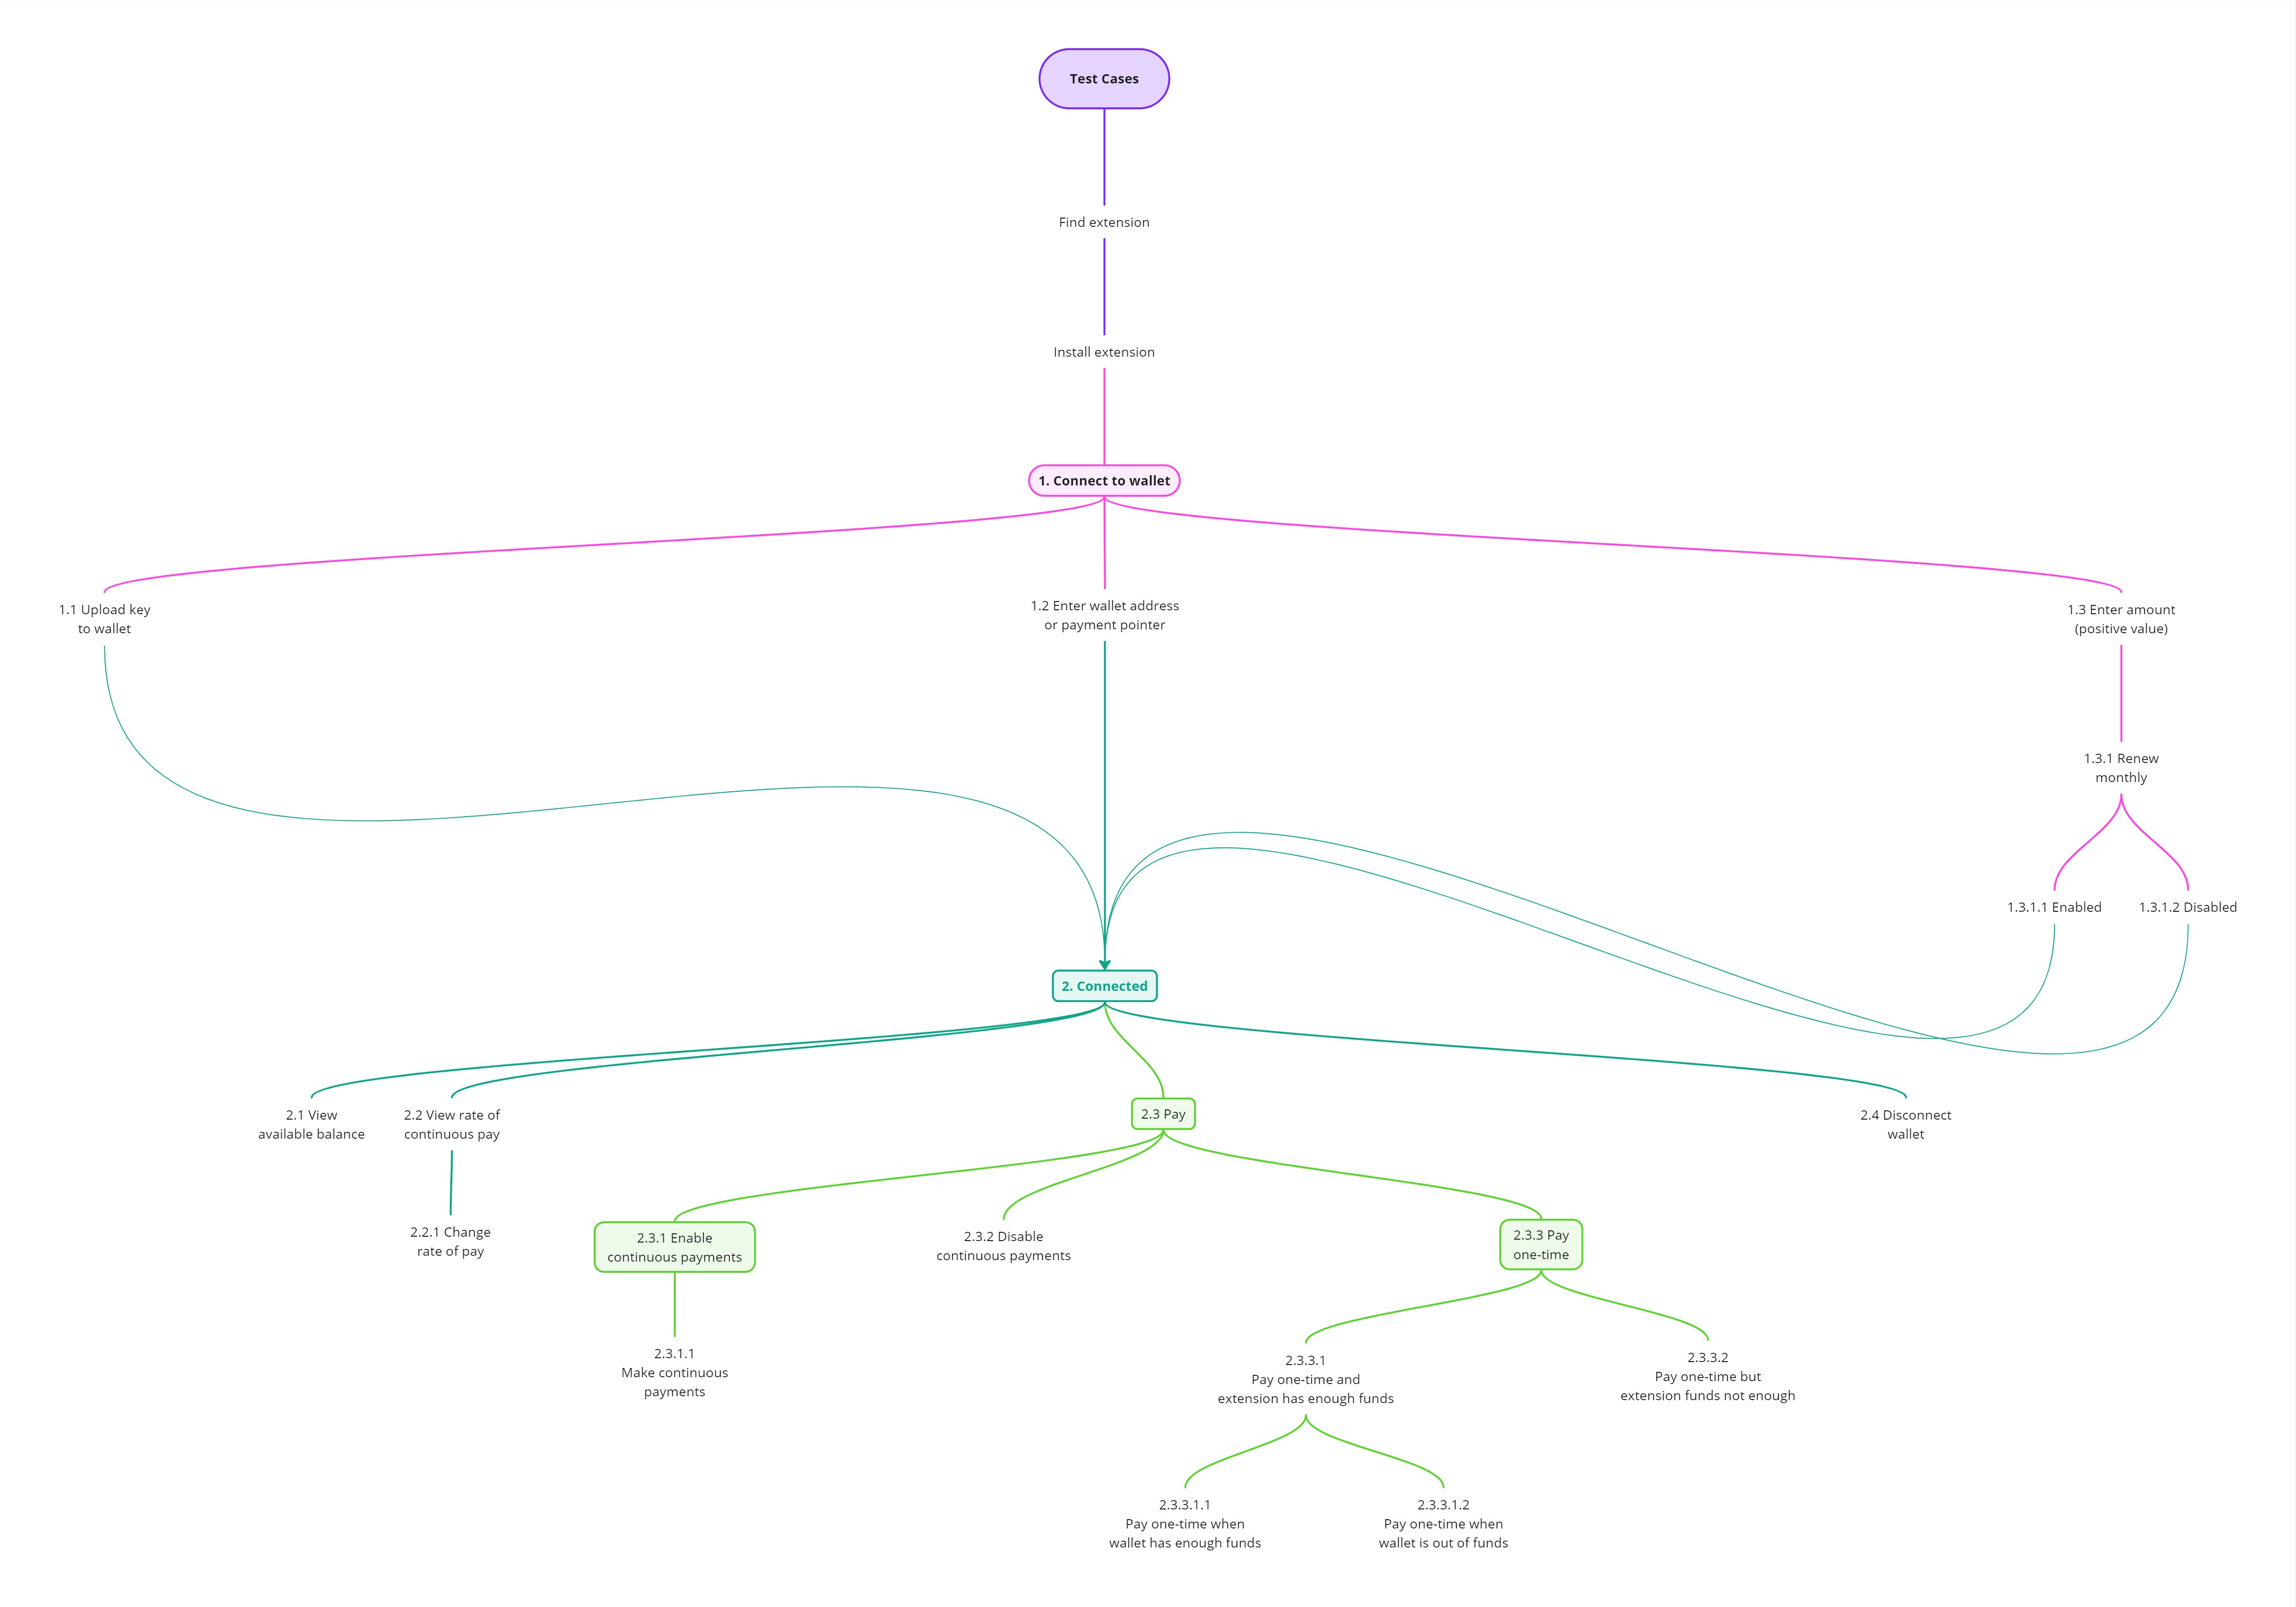 Test Cases
Find extension
Install extension
1. Connect to wallet
1.1 Upload key
to wallet
1.2 Enter wallet address
or payment pointer
1.3 Enter amount
(positive value)
1.3.1 Renew
monthly
1.3.1.1 Enabled
1.3.1.2 Disabled
2. Connected
2.1 View
available balance
2.2 View rate of
continuous pay
2.3 Pay
2.4 Disconnect
wallet
2.2.1 Change
rate of pay
2.3.1 Enable
continuous payments
2.3.2 Disable
continuous payments
2.3.3 Pay
one-time
2.3.1.1
Make continuous
payments
2.3.3.1
Pay one-time and
extension has enough funds
2.3.3.2
Pay one-time but
extension funds not enough
2.3.3.1.1
Pay one-time when
wallet has enough funds
2.3.3.1.2
Pay one-time when
wallet is out of funds